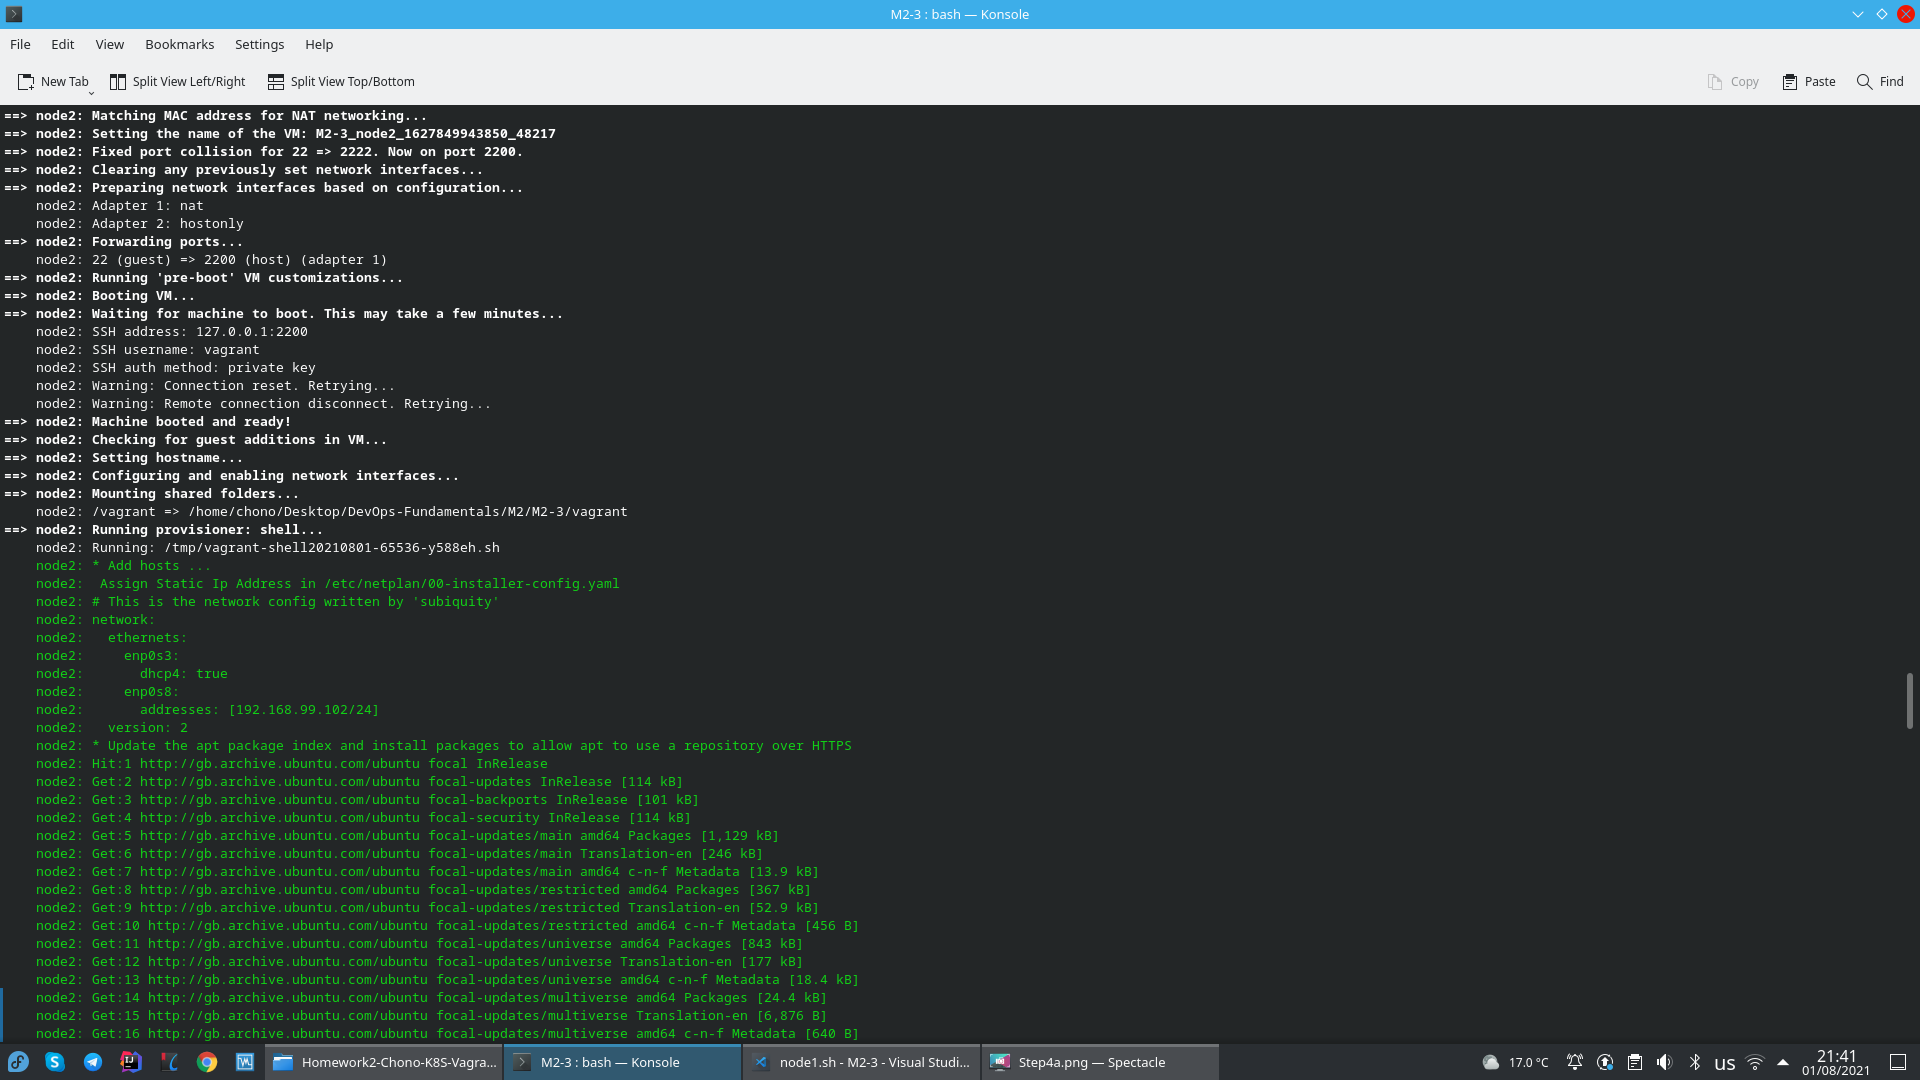 M2-3 : bash — Konsole
File Edit View Bookmarks Settings Help
New Tab Split View Left/Right Split View Top/Bottom Copy Paste Find
==> node2: Matching MAC address for NAT networking...
==> node2: Setting the name of the VM: M2-3_node2_1627849943850_48217
==> node2: Fixed port collision for 22 => 2222. Now on port 2200.
==> node2: Clearing any previously set network interfaces...
==> node2: Preparing network interfaces based on configuration...
    node2: Adapter 1: nat
    node2: Adapter 2: hostonly
==> node2: Forwarding ports...
    node2: 22 (guest) => 2200 (host) (adapter 1)
==> node2: Running 'pre-boot' VM customizations...
==> node2: Booting VM...
==> node2: Waiting for machine to boot. This may take a few minutes...
    node2: SSH address: 127.0.0.1:2200
    node2: SSH username: vagrant
    node2: SSH auth method: private key
    node2: Warning: Connection reset. Retrying...
    node2: Warning: Remote connection disconnect. Retrying...
==> node2: Machine booted and ready!
==> node2: Checking for guest additions in VM...
==> node2: Setting hostname...
==> node2: Configuring and enabling network interfaces...
==> node2: Mounting shared folders...
    node2: /vagrant => /home/chono/Desktop/DevOps-Fundamentals/M2/M2-3/vagrant
==> node2: Running provisioner: shell...
    node2: Running: /tmp/vagrant-shell20210801-65536-y588eh.sh
    node2: * Add hosts ...
    node2:  Assign Static Ip Address in /etc/netplan/00-installer-config.yaml
    node2: # This is the network config written by 'subiquity'
    node2: network:
    node2:   ethernets:
    node2:     enp0s3:
    node2:       dhcp4: true
    node2:     enp0s8:
    node2:       addresses: [192.168.99.102/24]
    node2:   version: 2
    node2: * Update the apt package index and install packages to allow apt to use a repository over HTTPS
    node2: Hit:1 http://gb.archive.ubuntu.com/ubuntu focal InRelease
    node2: Get:2 http://gb.archive.ubuntu.com/ubuntu focal-updates InRelease [114 kB]
    node2: Get:3 http://gb.archive.ubuntu.com/ubuntu focal-backports InRelease [101 kB]
    node2: Get:4 http://gb.archive.ubuntu.com/ubuntu focal-security InRelease [114 kB]
    node2: Get:5 http://gb.archive.ubuntu.com/ubuntu focal-updates/main amd64 Packages [1,129 kB]
    node2: Get:6 http://gb.archive.ubuntu.com/ubuntu focal-updates/main Translation-en [246 kB]
    node2: Get:7 http://gb.archive.ubuntu.com/ubuntu focal-updates/main amd64 c-n-f Metadata [13.9 kB]
    node2: Get:8 http://gb.archive.ubuntu.com/ubuntu focal-updates/restricted amd64 Packages [367 kB]
    node2: Get:9 http://gb.archive.ubuntu.com/ubuntu focal-updates/restricted Translation-en [52.9 kB]
    node2: Get:10 http://gb.archive.ubuntu.com/ubuntu focal-updates/restricted amd64 c-n-f Metadata [456 B]
    node2: Get:11 http://gb.archive.ubuntu.com/ubuntu focal-updates/universe amd64 Packages [843 kB]
    node2: Get:12 http://gb.archive.ubuntu.com/ubuntu focal-updates/universe Translation-en [177 kB]
    node2: Get:13 http://gb.archive.ubuntu.com/ubuntu focal-updates/universe amd64 c-n-f Metadata [18.4 kB]
    node2: Get:14 http://gb.archive.ubuntu.com/ubuntu focal-updates/multiverse amd64 Packages [24.4 kB]
    node2: Get:15 http://gb.archive.ubuntu.com/ubuntu focal-updates/multiverse Translation-en [6,876 B]
    node2: Get:16 http://gb.archive.ubuntu.com/ubuntu focal-updates/multiverse amd64 c-n-f Metadata [640 B]
Homework2-Chono-K8S-Vagra... M2-3 : bash — Konsole node1.sh - M2-3 - Visual Studi... Step4a.png — Spectacle 17.0 °C us 21:41
01/08/2021